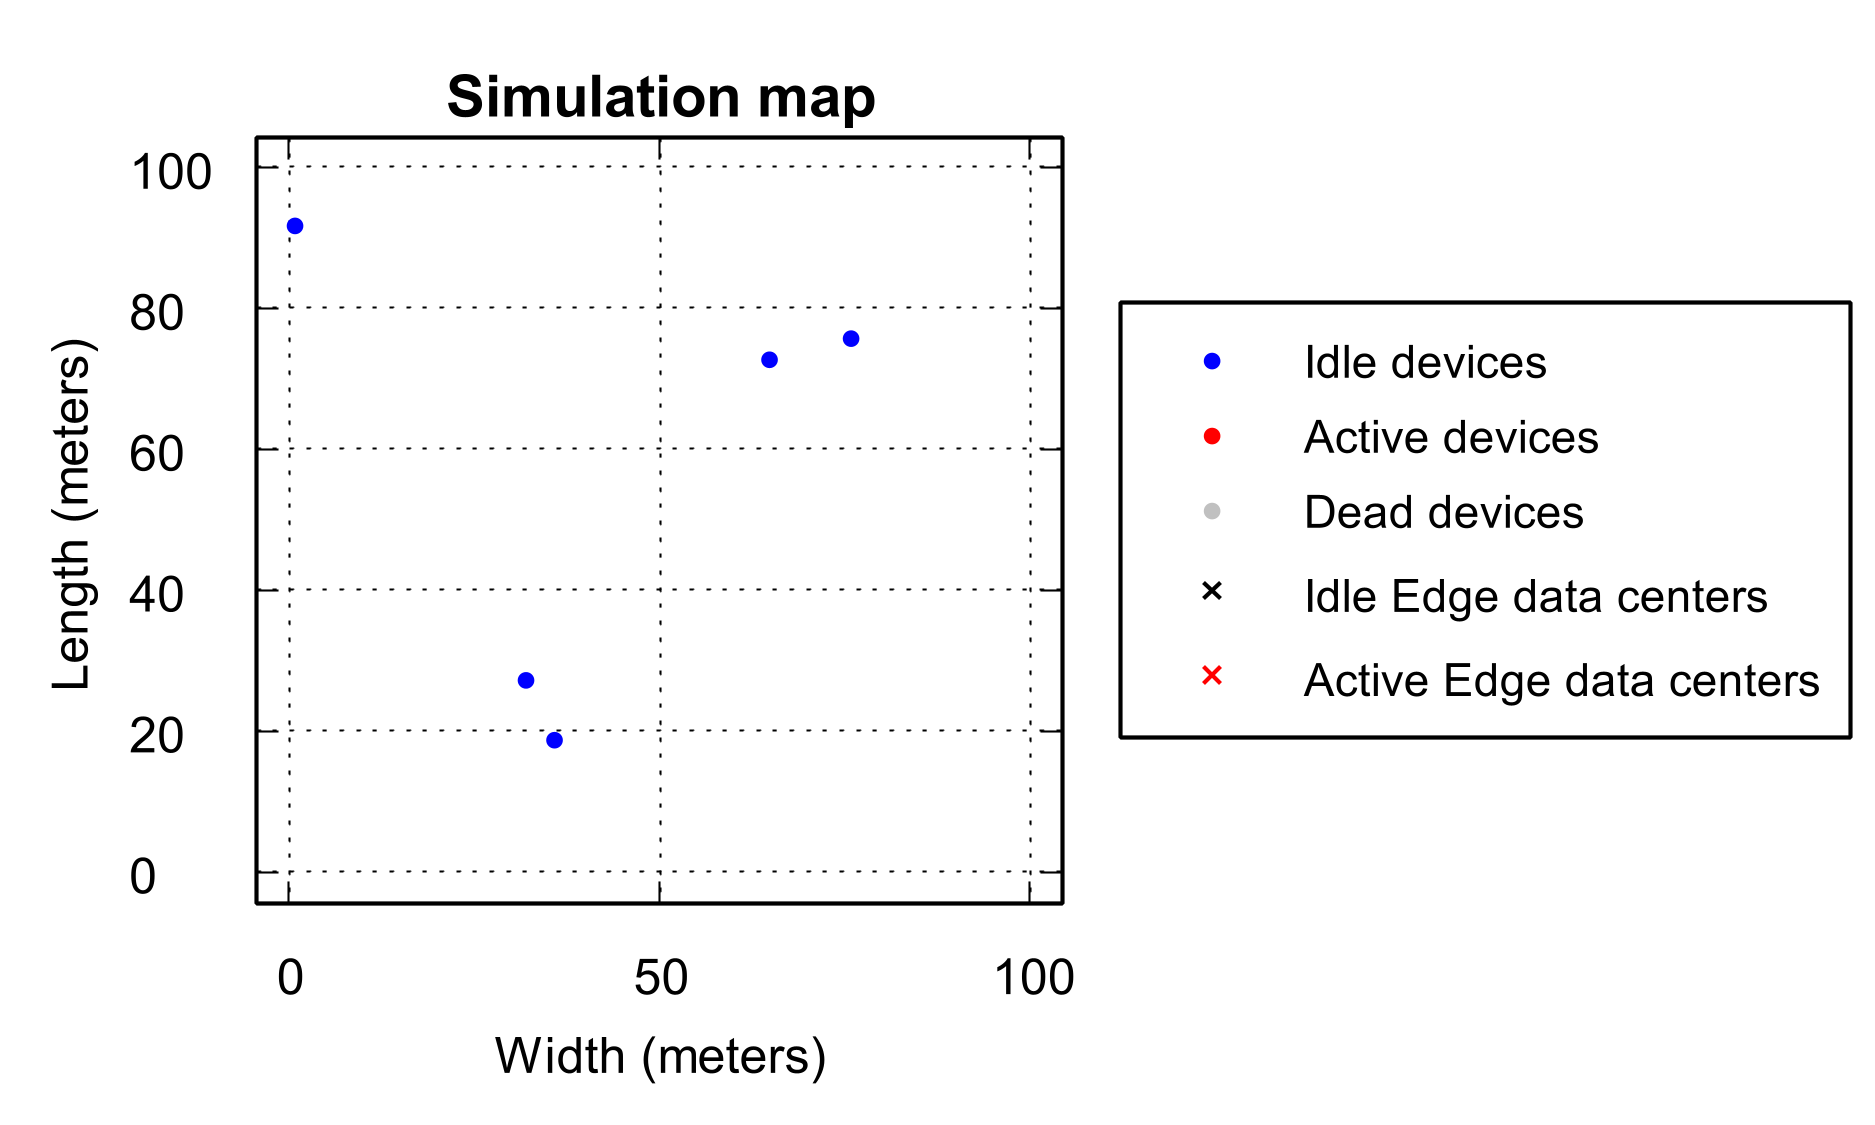 Simulation map
100
80
60
40
20
0
Length (meters)
0 50 100
Width (meters)
Idle devices
Active devices
Dead devices
Idle Edge data centers
Active Edge data centers